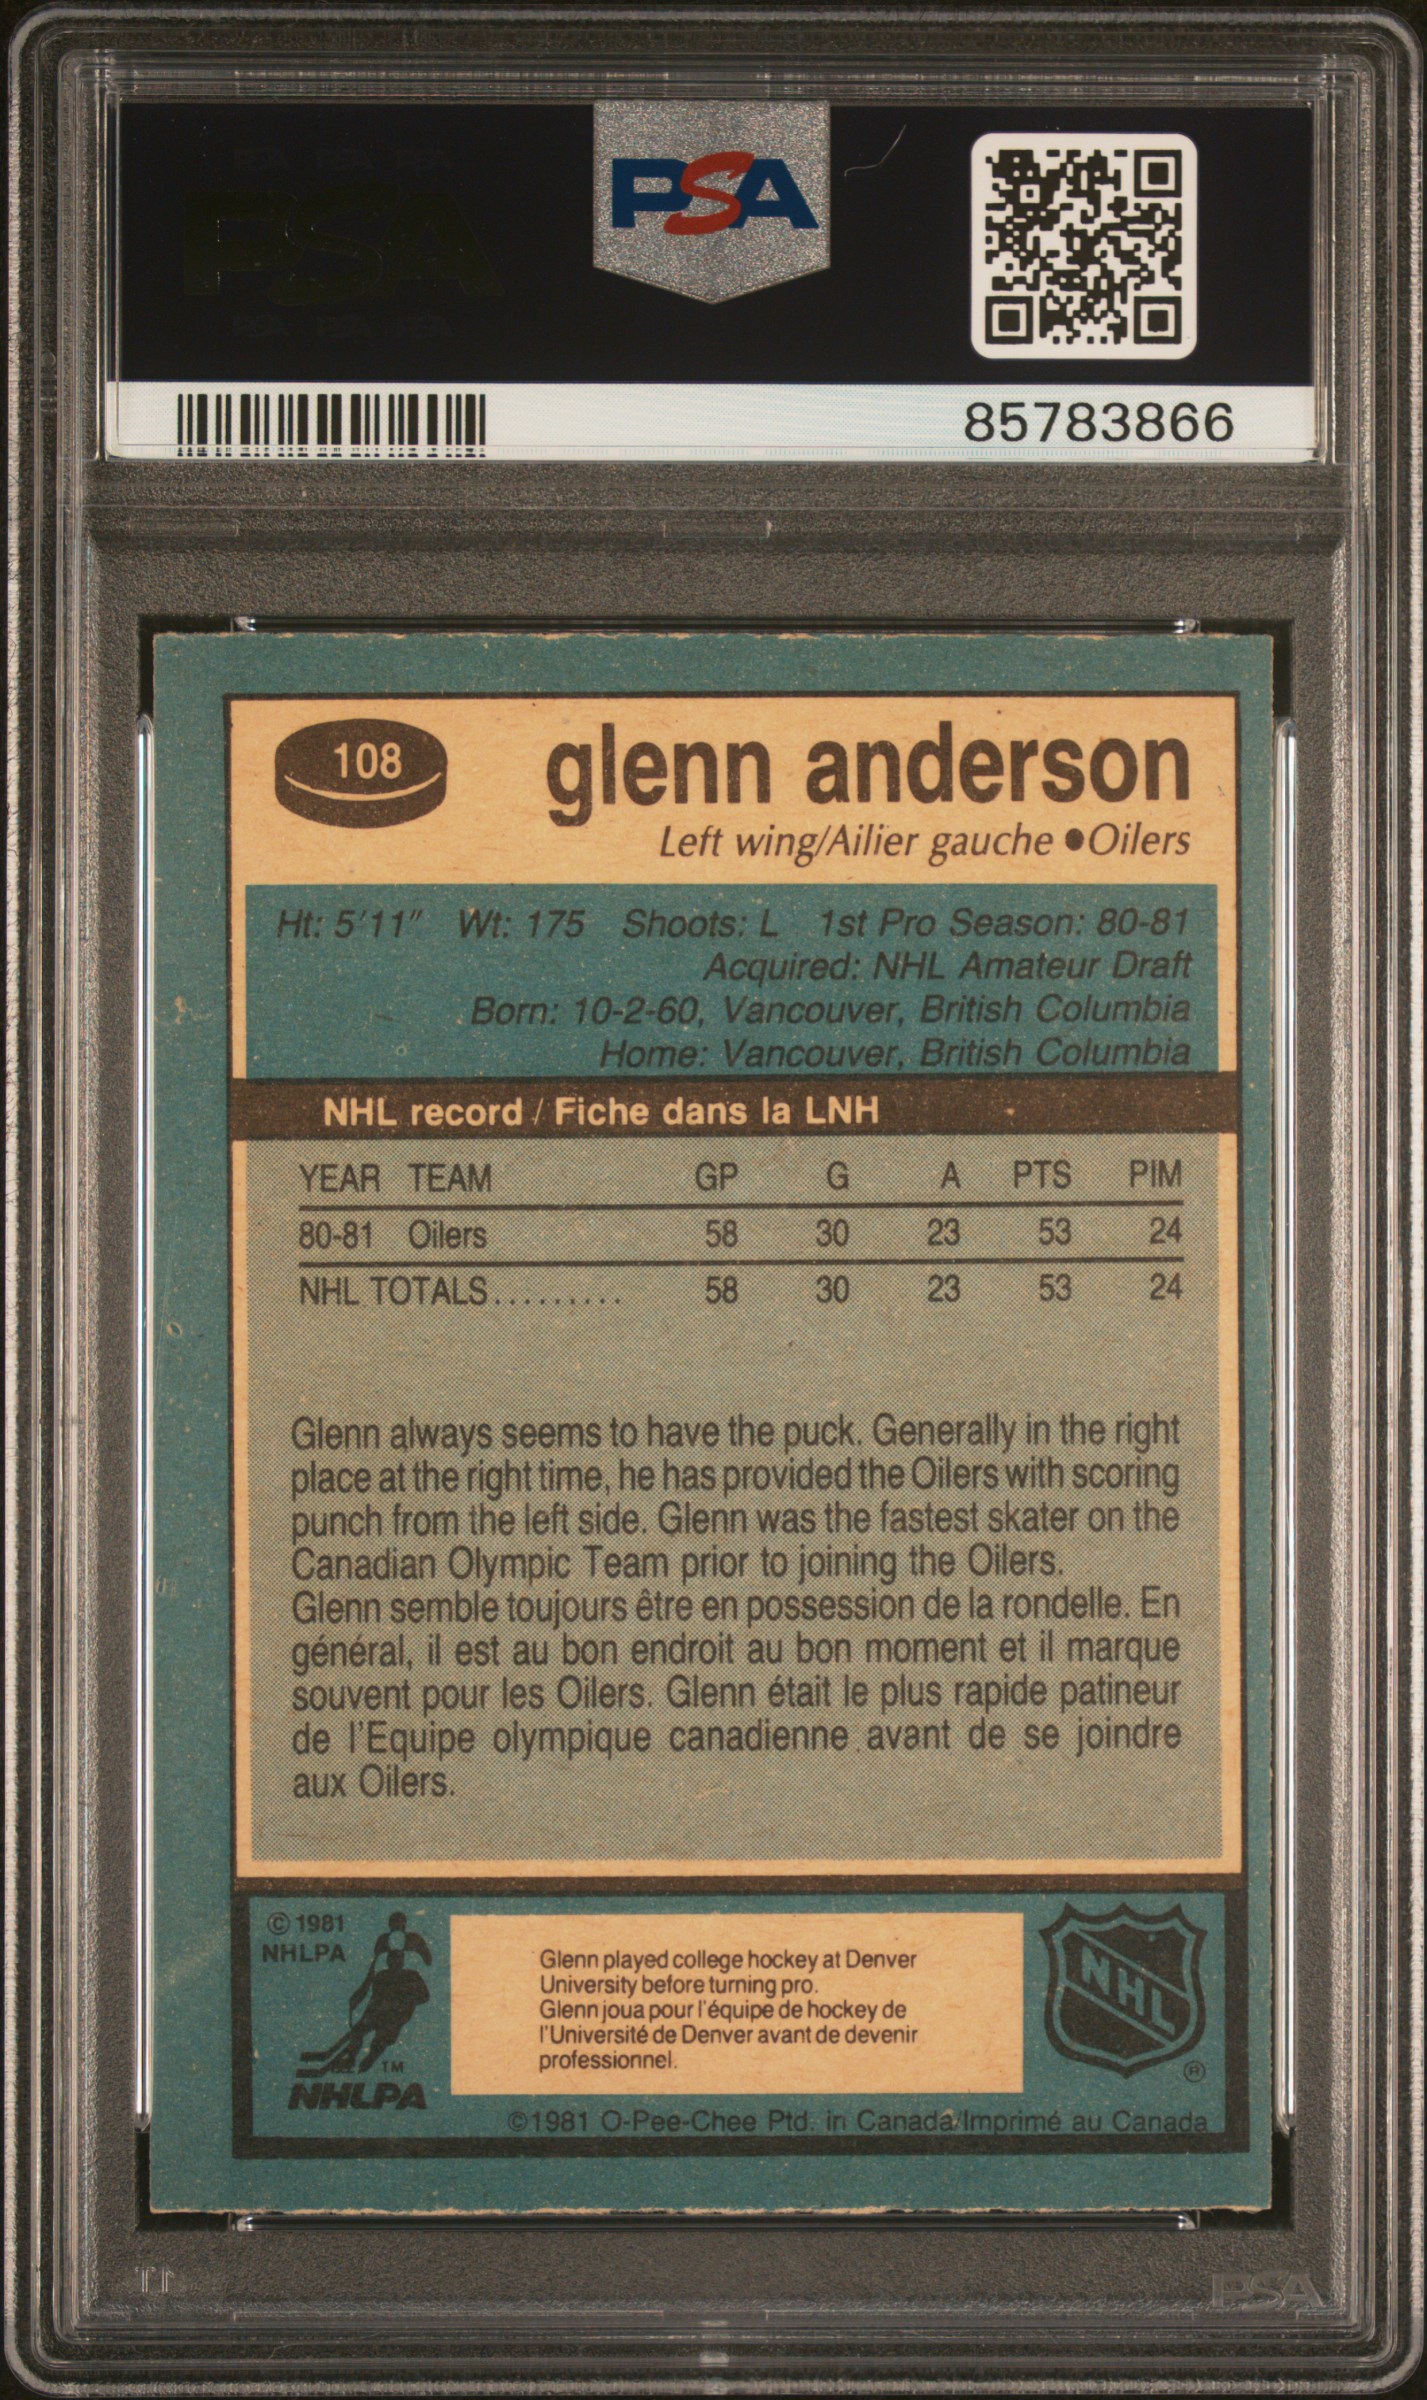 PSA
85783866
108
glenn anderson
Left wing/Ailier gauche ●Oilers
Ht: 5'11" Wt: 175 Shoots: L 1st Pro Season: 80-81
Acquired: NHL Amateur Draft
Born: 10-2-60, Vancouver, British Columbia
Home: Vancouver, British Columbia
NHL record / Fiche dans la LNH
YEAR TEAM GP G A PTS PIM
80-81 Oilers 58 30 23 53 24
NHL TOTALS......... 58 30 23 53 24
Glenn always seems to have the puck. Generally in the right
place at the right time, he has provided the Oilers with scoring
punch from the left side. Glenn was the fastest skater on the
Canadian Olympic Team prior to joining the Oilers.
Glenn semble toujours être en possession de la rondelle. En
général, il est au bon endroit au bon moment et il marque
souvent pour les Oilers. Glenn était le plus rapide patineur
de l'Equipe olympique canadienne avant de se joindre
aux Oilers.
© 1981
NHLPA
TM
NHLPA
Glenn played college hockey at Denver
University before turning pro.
Glenn joua pour l'équipe de hockey de
l'Université de Denver avant de devenir
professionnel.
NHL
®
©1981 O-Pee-Chee Ptd. in Canada/Imprimé au Canada
PSA